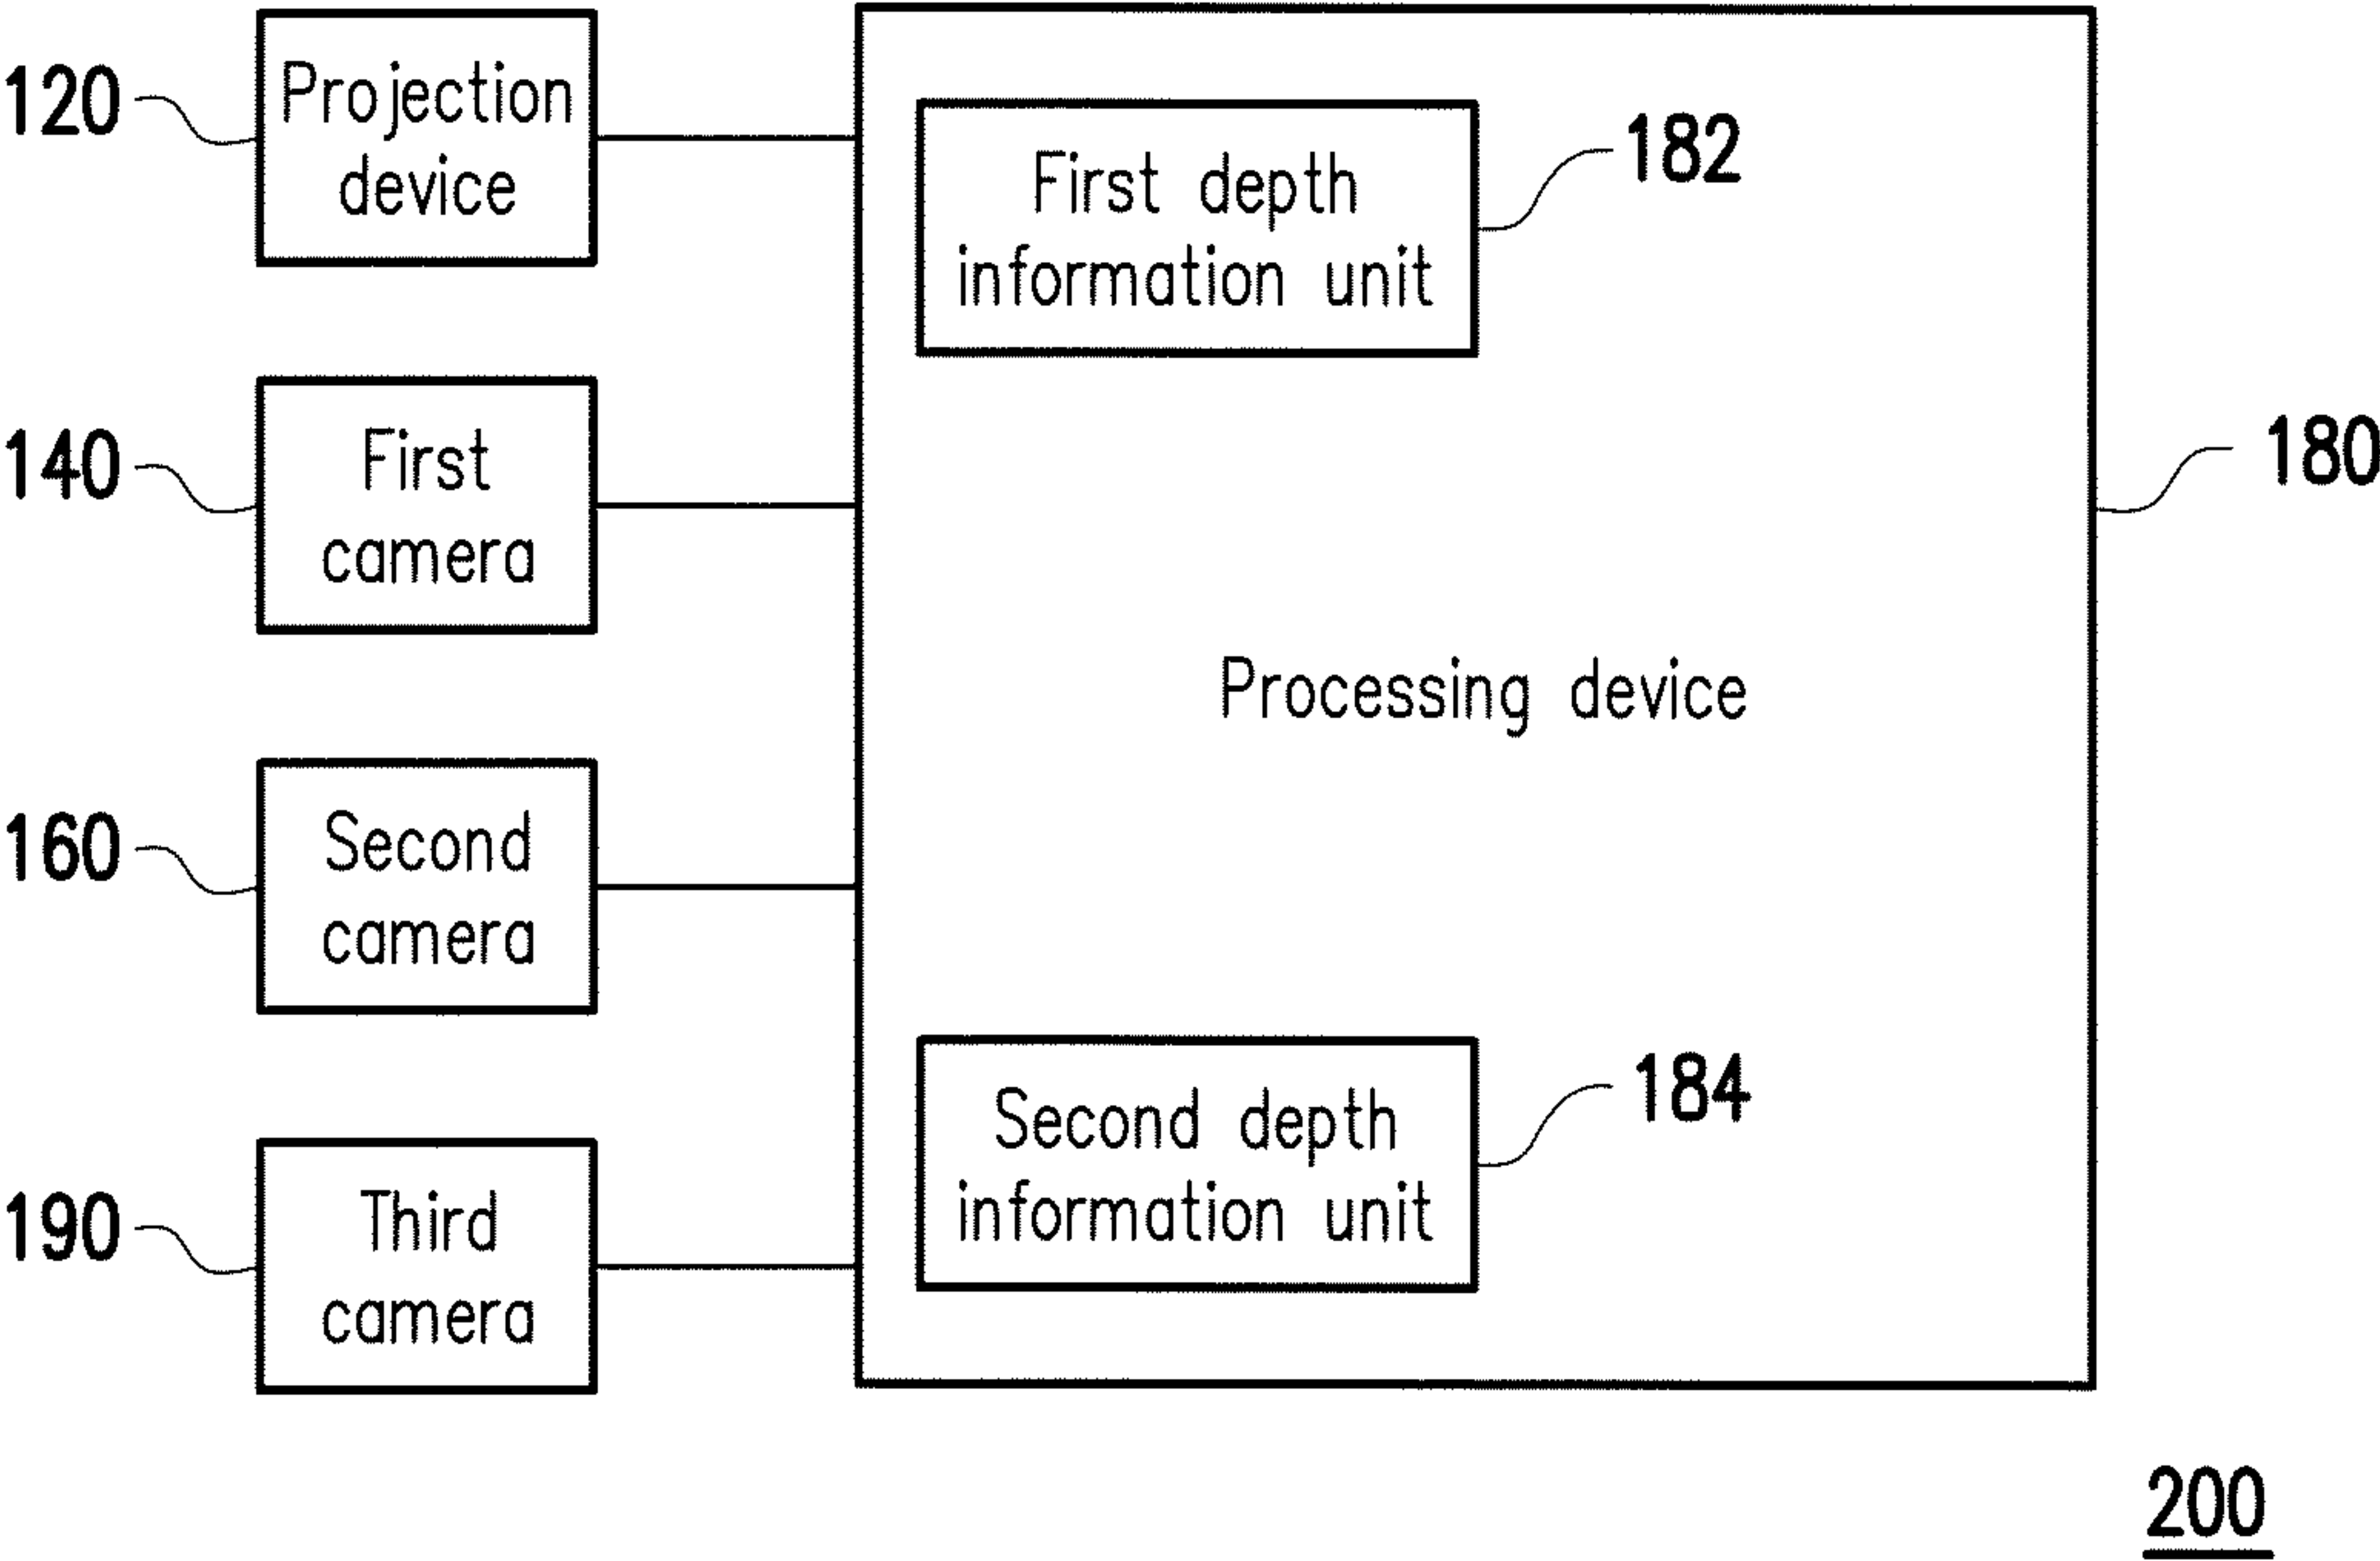 120
Projection
device
First depth
information unit
182
140
First
camera
180
Processing device
160
Second
camera
Second depth
information unit
184
190
Third
camera
200